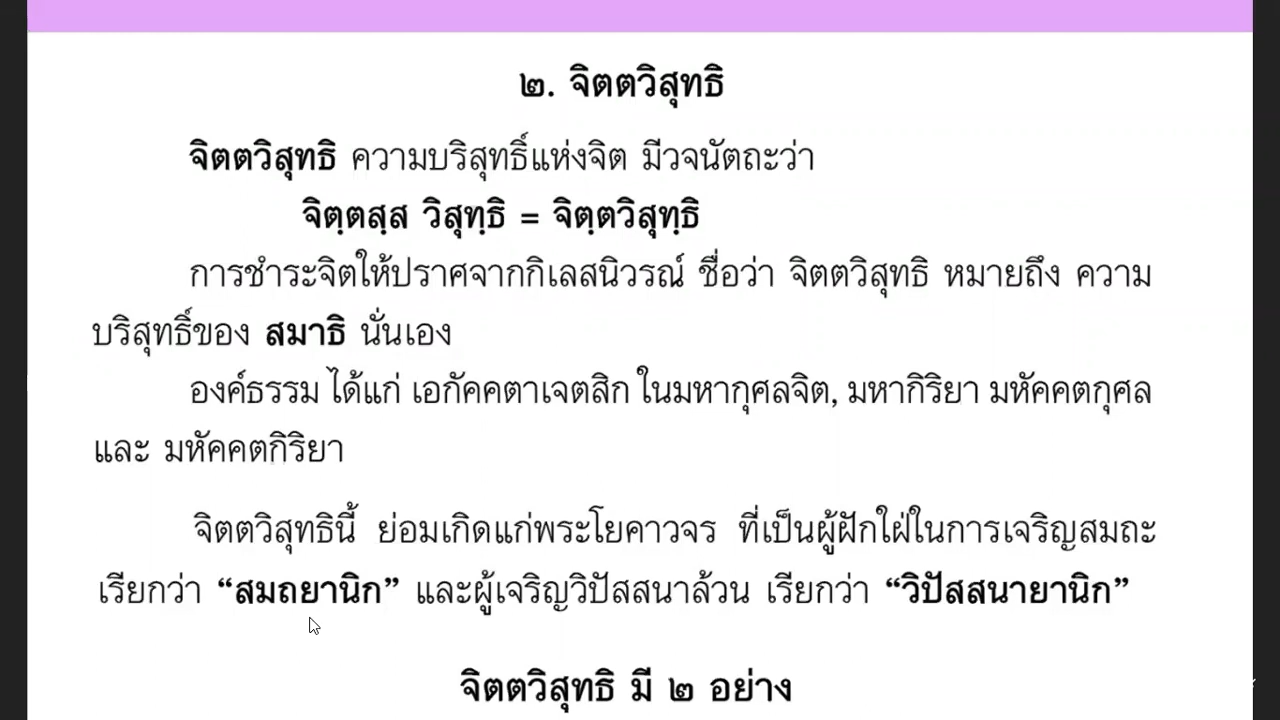 ๒. จิตตวิสุทธิ
จิตตวิสุทธิ ความบริสุทธิ์แห่งจิต มีวจนัตถะว่า
จิตฺตสฺส วิสุทฺธิ = จิตฺตวิสุทฺธิ
การชำระจิตให้ปราศจากกิเลสนิวรณ์ ชื่อว่า จิตตวิสุทธิ หมายถึง ความ
บริสุทธิ์ของ สมาธิ นั่นเอง
องค์ธรรม ได้แก่ เอกัคคตาเจตสิก ในมหากุศลจิต, มหากิริยา มหัคคตกุศล
และ มหัคคตกิริยา
จิตตวิสุทธินี้ ย่อมเกิดแก่พระโยคาวจร ที่เป็นผู้ฝักใฝ่ในการเจริญสมถะ
เรียกว่า “สมถยานิก” และผู้เจริญวิปัสสนาล้วน เรียกว่า “วิปัสสนายานิก”
จิตตวิสุทธิ มี ๒ อย่าง